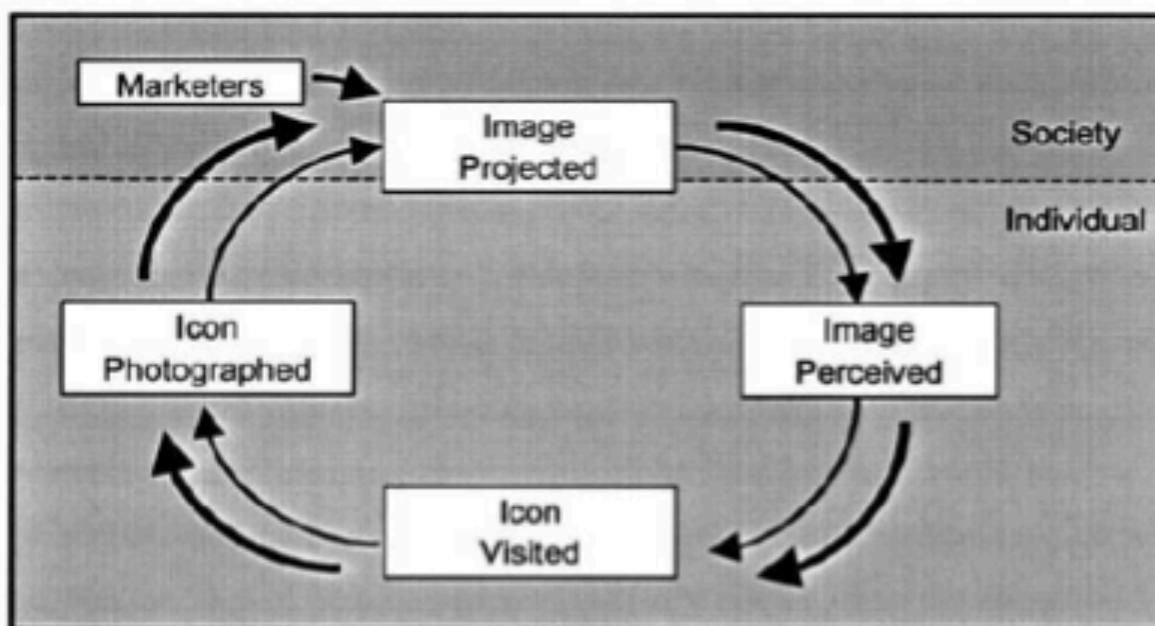 Marketers
Image
Projected
Society
Individual
Icon
Photographed
Image
Perceived
Icon
Visited